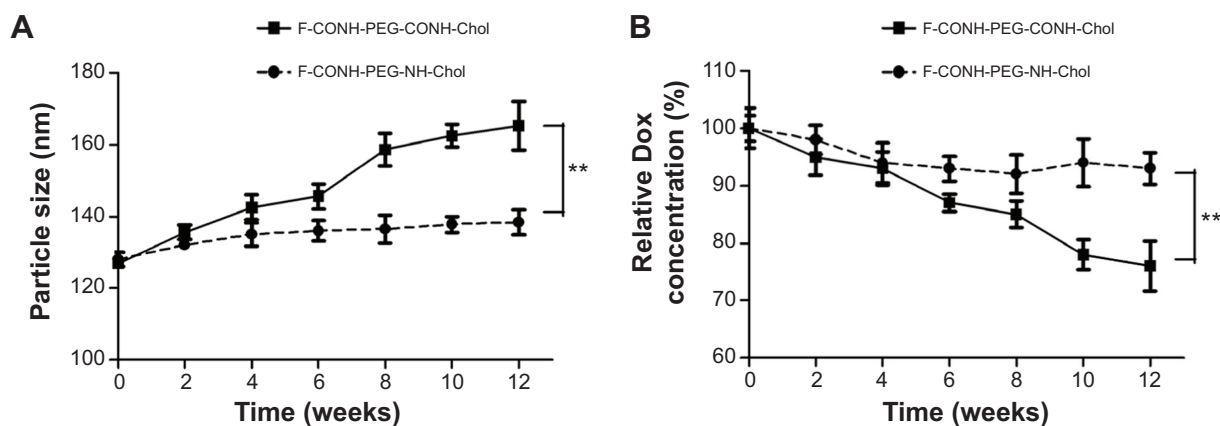 A
F-CONH-PEG-CONH-Chol
F-CONH-PEG-NH-Chol
180
160
140
120
100
Particle size (nm)
0 2 4 6 8 10 12
Time (weeks)
**
B
F-CONH-PEG-CONH-Chol
F-CONH-PEG-NH-Chol
110
100
90
80
70
60
Relative Dox
concentration (%)
0 2 4 6 8 10 12
Time (weeks)
**